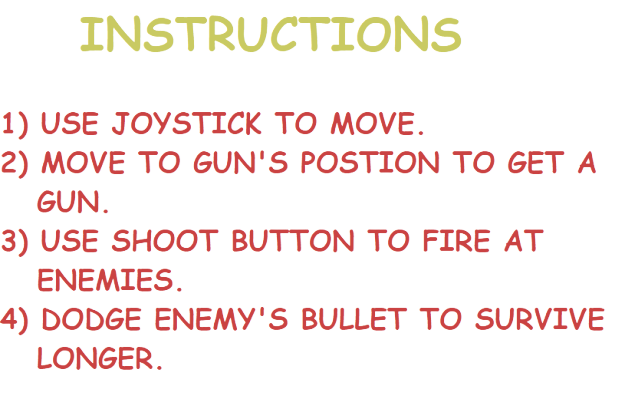 INSTRUCTIONS
1) USE JOYSTICK TO MOVE.
2) MOVE TO GUN'S POSTION TO GET A
GUN.
3) USE SHOOT BUTTON TO FIRE AT
ENEMIES.
4) DODGE ENEMY'S BULLET TO SURVIVE
LONGER.